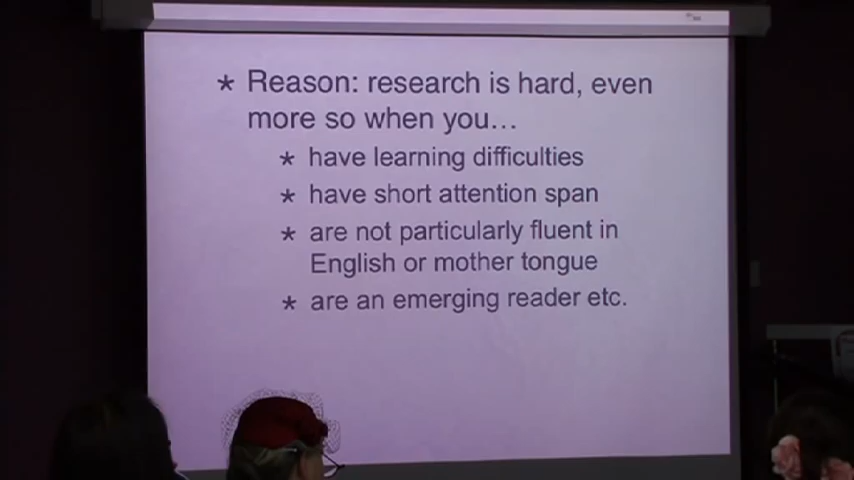 * Reason: research is hard, even
more so when you...
* have learning difficulties
* have short attention span
* are not particularly fluent in
English or mother tongue
* are an emerging reader etc.